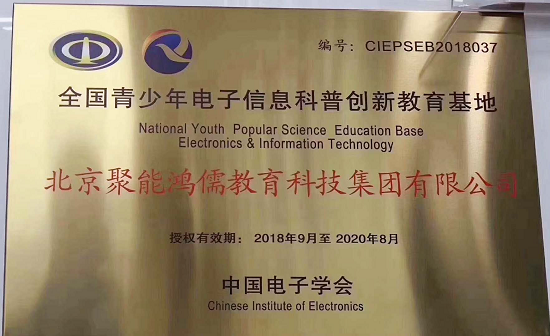 编号: CIEPSEB2018037
全国青少年电子信息科普创新教育基地
National Youth Popular Science Education Base
Electronics & Information Technology
北京聚能鸿儒教育科技集团有限公司
授权有效期: 2018年9月至2020年8月
中国电子学会
Chinese Institute of Electronics